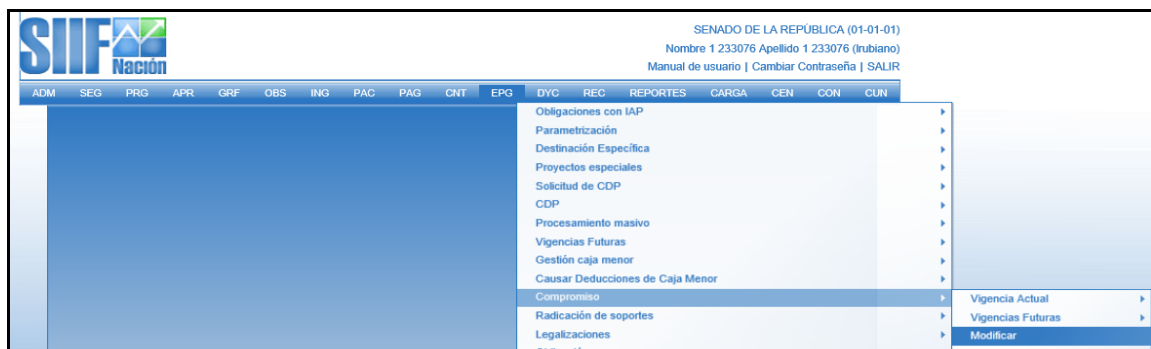 SIIF
Nación
SENADO DE LA REPÚBLICA (01-01-01)
Nombre 1 233076 Apellido 1 233076 (lrubiano)
Manual de usuario | Cambiar Contraseña | SALIR
ADM SEG PRG APR GRF OBS ING PAC PAG CNT EPG DYC REC REPORTES CARGA CEN CON CUN
Obligaciones con IAP
Parametrización
Destinación Específica
Proyectos especiales
Solicitud de CDP
CDP
Procesamiento masivo
Vigencias Futuras
Gestión caja menor
Causar Deducciones de Caja Menor
Compromiso
Vigencia Actual
Radicación de soportes
Vigencias Futuras
Legalizaciones
Modificar